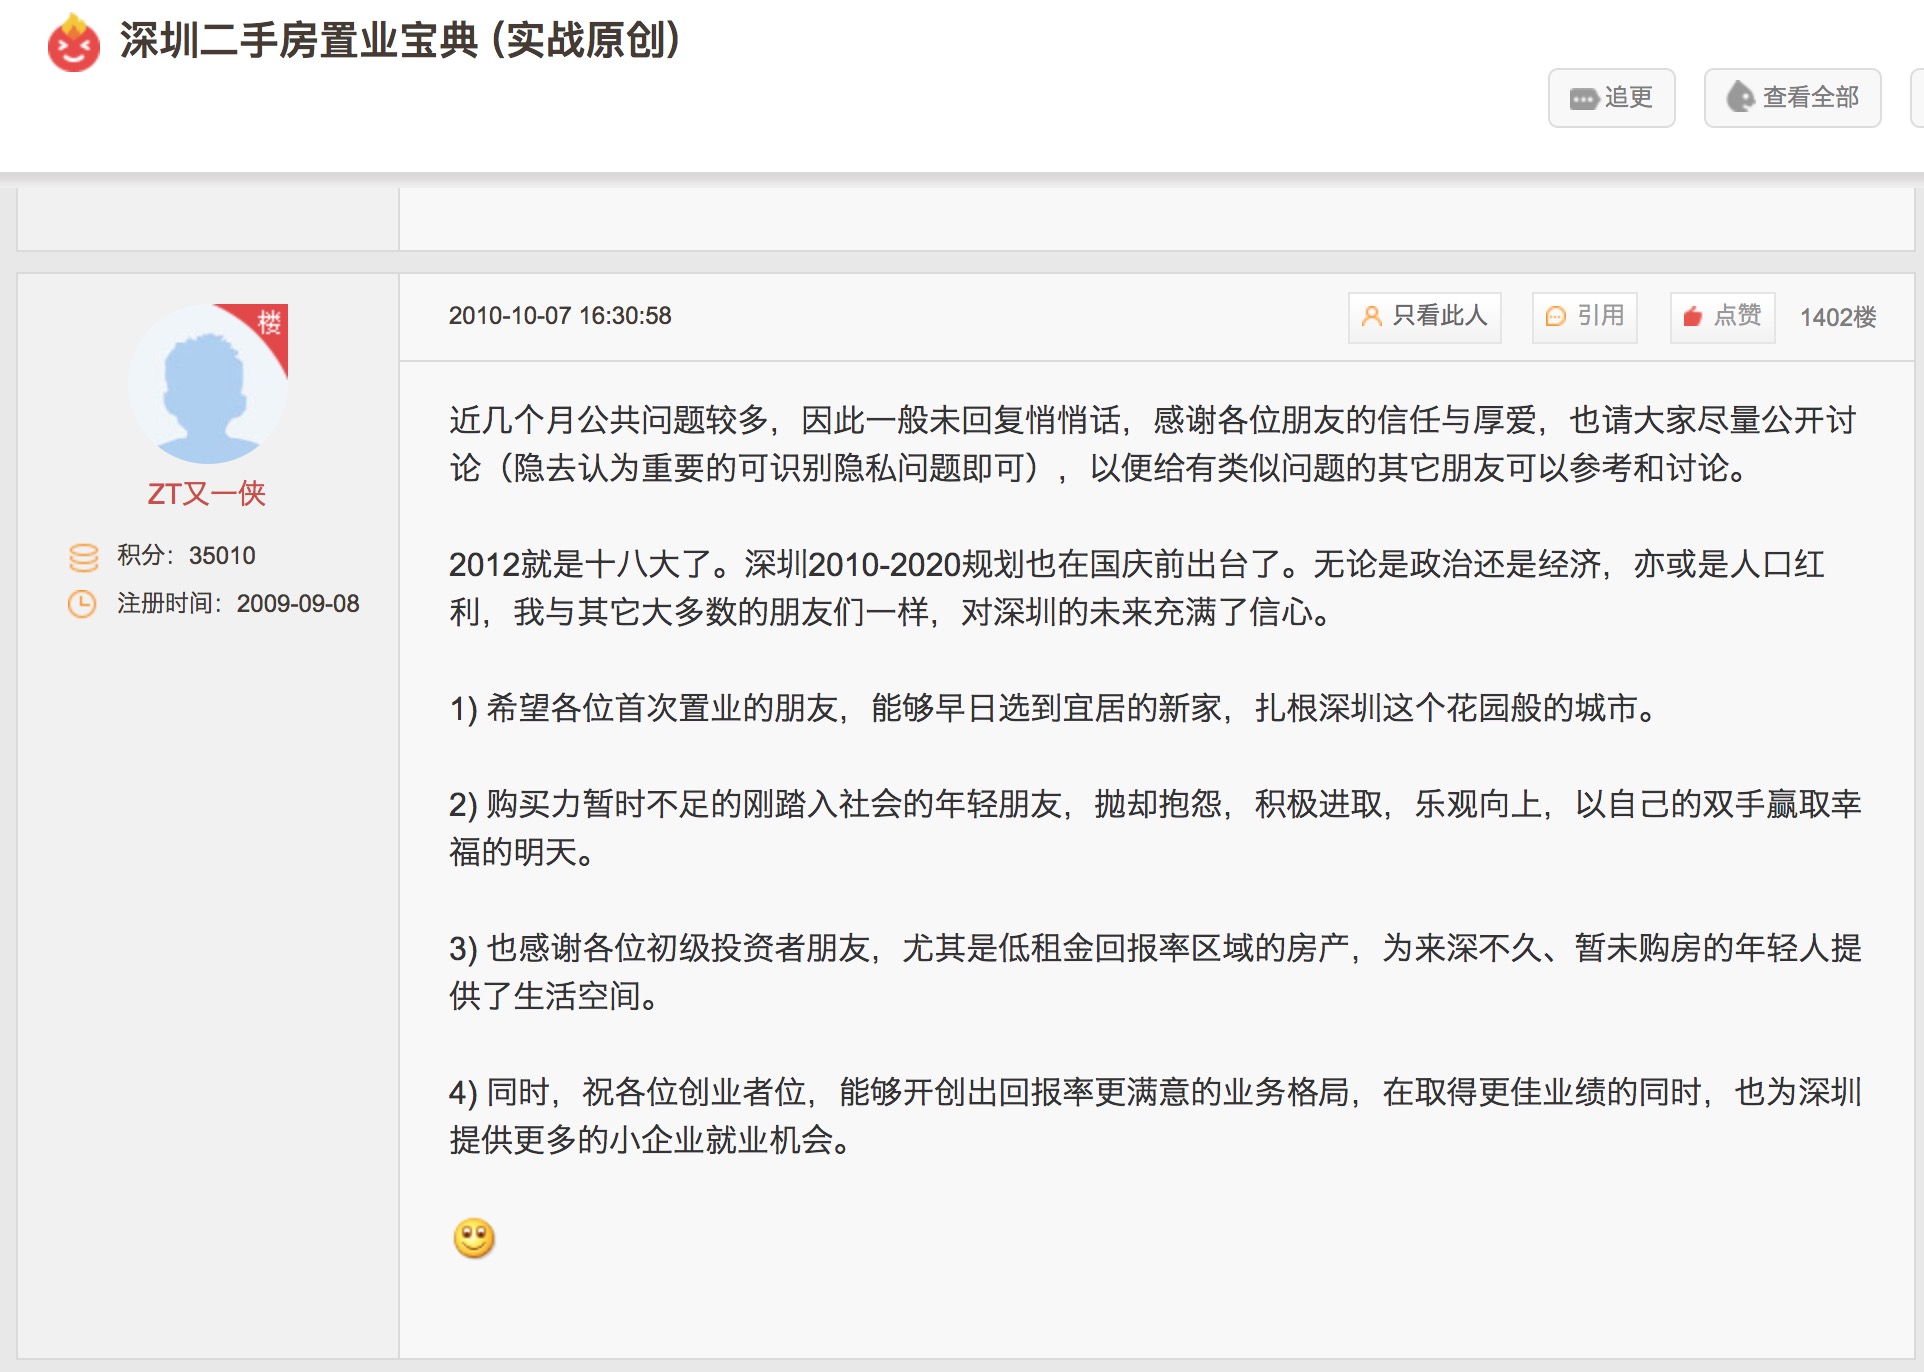 深圳二手房置业宝典 (实战原创)
追更
查看全部
楼
ZT又一侠
积分：35010
注册时间：2009-09-08
2010-10-07 16:30:58
只看此人
引用
点赞
1402楼
近几个月公共问题较多，因此一般未回复悄悄话，感谢各位朋友的信任与厚爱，也请大家尽量公开讨
论（隐去认为重要的可识别隐私问题即可），以便给有类似问题的其它朋友可以参考和讨论。
2012就是十八大了。深圳2010-2020规划也在国庆前出台了。无论是政治还是经济，亦或是人口红
利，我与其它大多数的朋友们一样，对深圳的未来充满了信心。
1) 希望各位首次置业的朋友，能够早日选到宜居的新家，扎根深圳这个花园般的城市。
2) 购买力暂时不足的刚踏入社会的年轻朋友，抛却抱怨，积极进取，乐观向上，以自己的双手赢取幸
福的明天。
3) 也感谢各位初级投资者朋友，尤其是低租金回报率区域的房产，为来深不久、暂未购房的年轻人提
供了生活空间。
4) 同时，祝各位创业者位，能够开创出回报率更满意的业务格局，在取得更佳业绩的同时，也为深圳
提供更多的小企业就业机会。